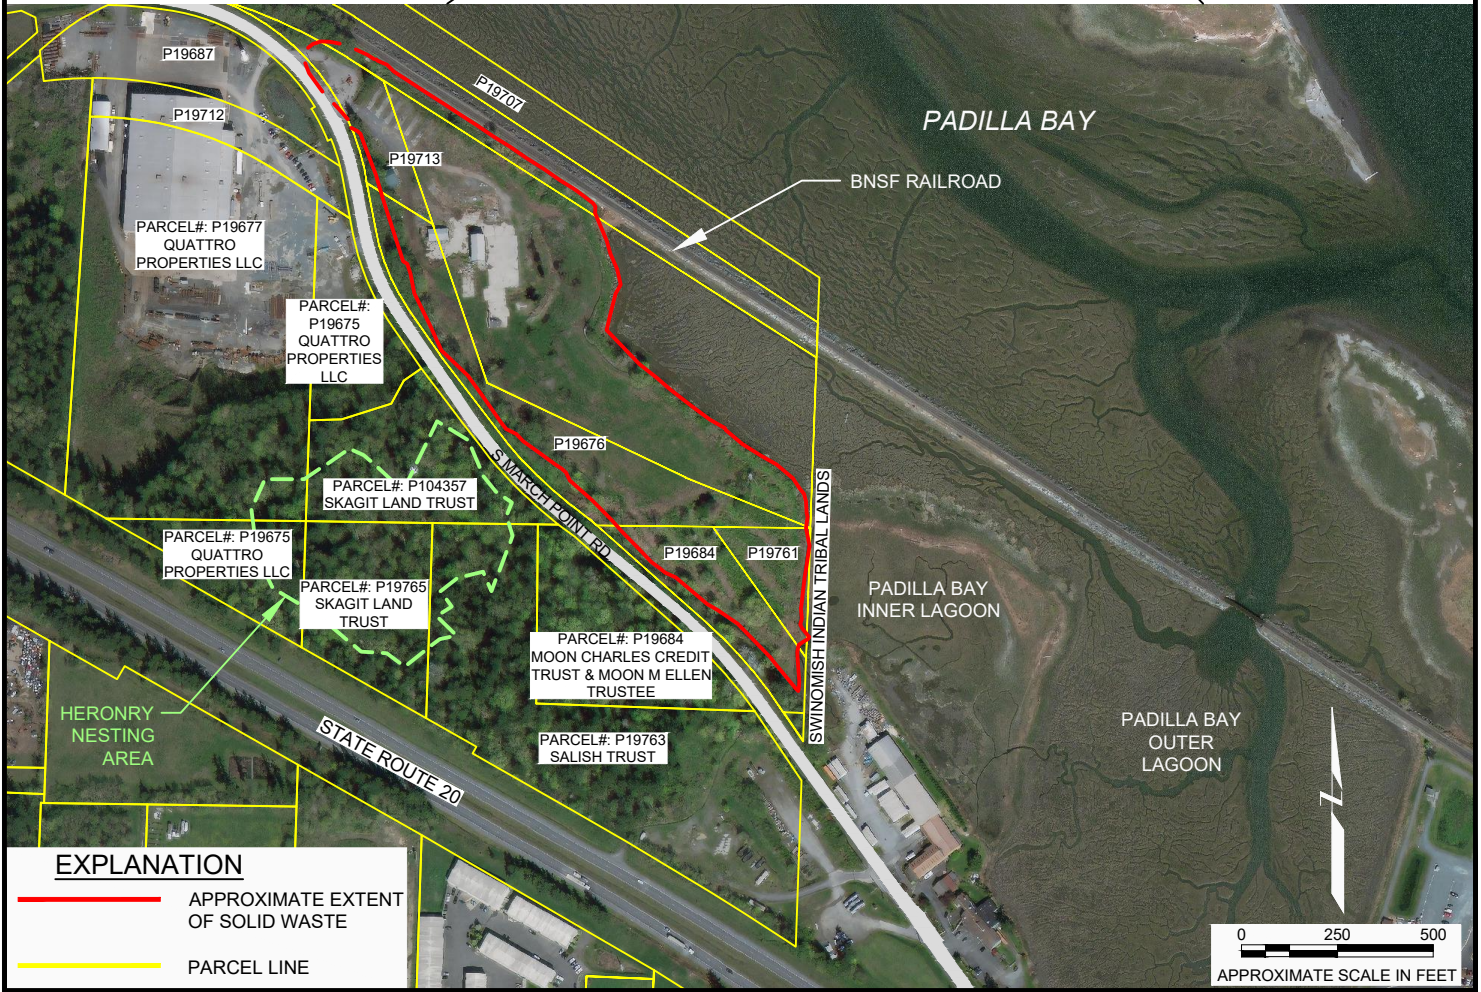 P19687
P19707
P19712
PADILLA BAY
P19713
BNSF RAILROAD
PARCEL#: P19677
QUATTRO
PROPERTIES LLC
PARCEL#:
P19675
QUATTRO
PROPERTIES
LLC
P19676
S MARCH POINT RD.
PARCEL#: P104357
SKAGIT LAND TRUST
SWINOMISH INDIAN TRIBAL LANDS
PARCEL#: P19675
QUATTRO
PROPERTIES LLC
P19684
P19761
PARCEL#: P19765
SKAGIT LAND
TRUST
PADILLA BAY
INNER LAGOON
PARCEL#: P19684
MOON CHARLES CREDIT
TRUST & MOON M ELLEN
TRUSTEE
HERONRY
NESTING
AREA
STATE ROUTE 20
PARCEL#: P19763
SALISH TRUST
PADILLA BAY
OUTER
LAGOON
Z
EXPLANATION
APPROXIMATE EXTENT
OF SOLID WASTE
PARCEL LINE
0 250 500
APPROXIMATE SCALE IN FEET